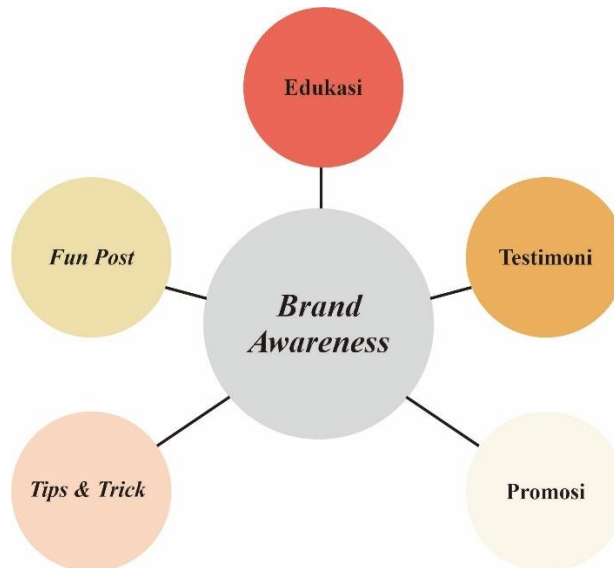 Edukasi
Fun Post
Testimoni
Brand
Awareness
Tips & Trick
Promosi